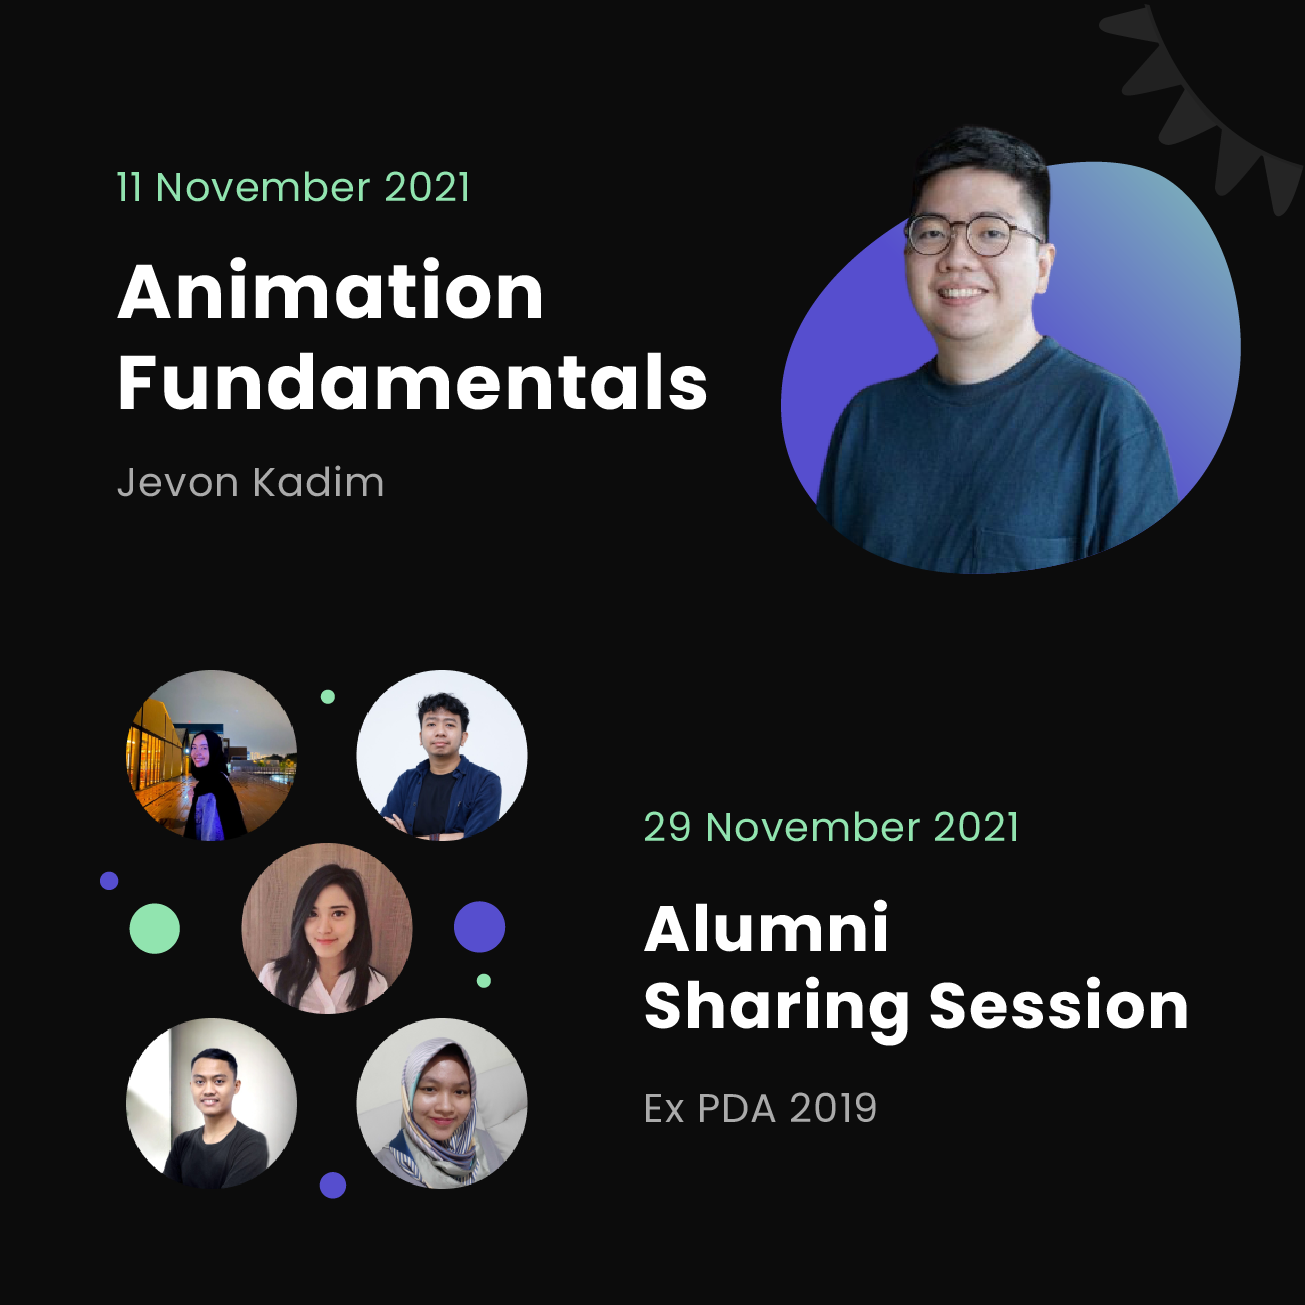 11 November 2021
Animation
Fundamentals
Jevon Kadim
29 November 2021
Alumni
Sharing Session
Ex PDA 2019